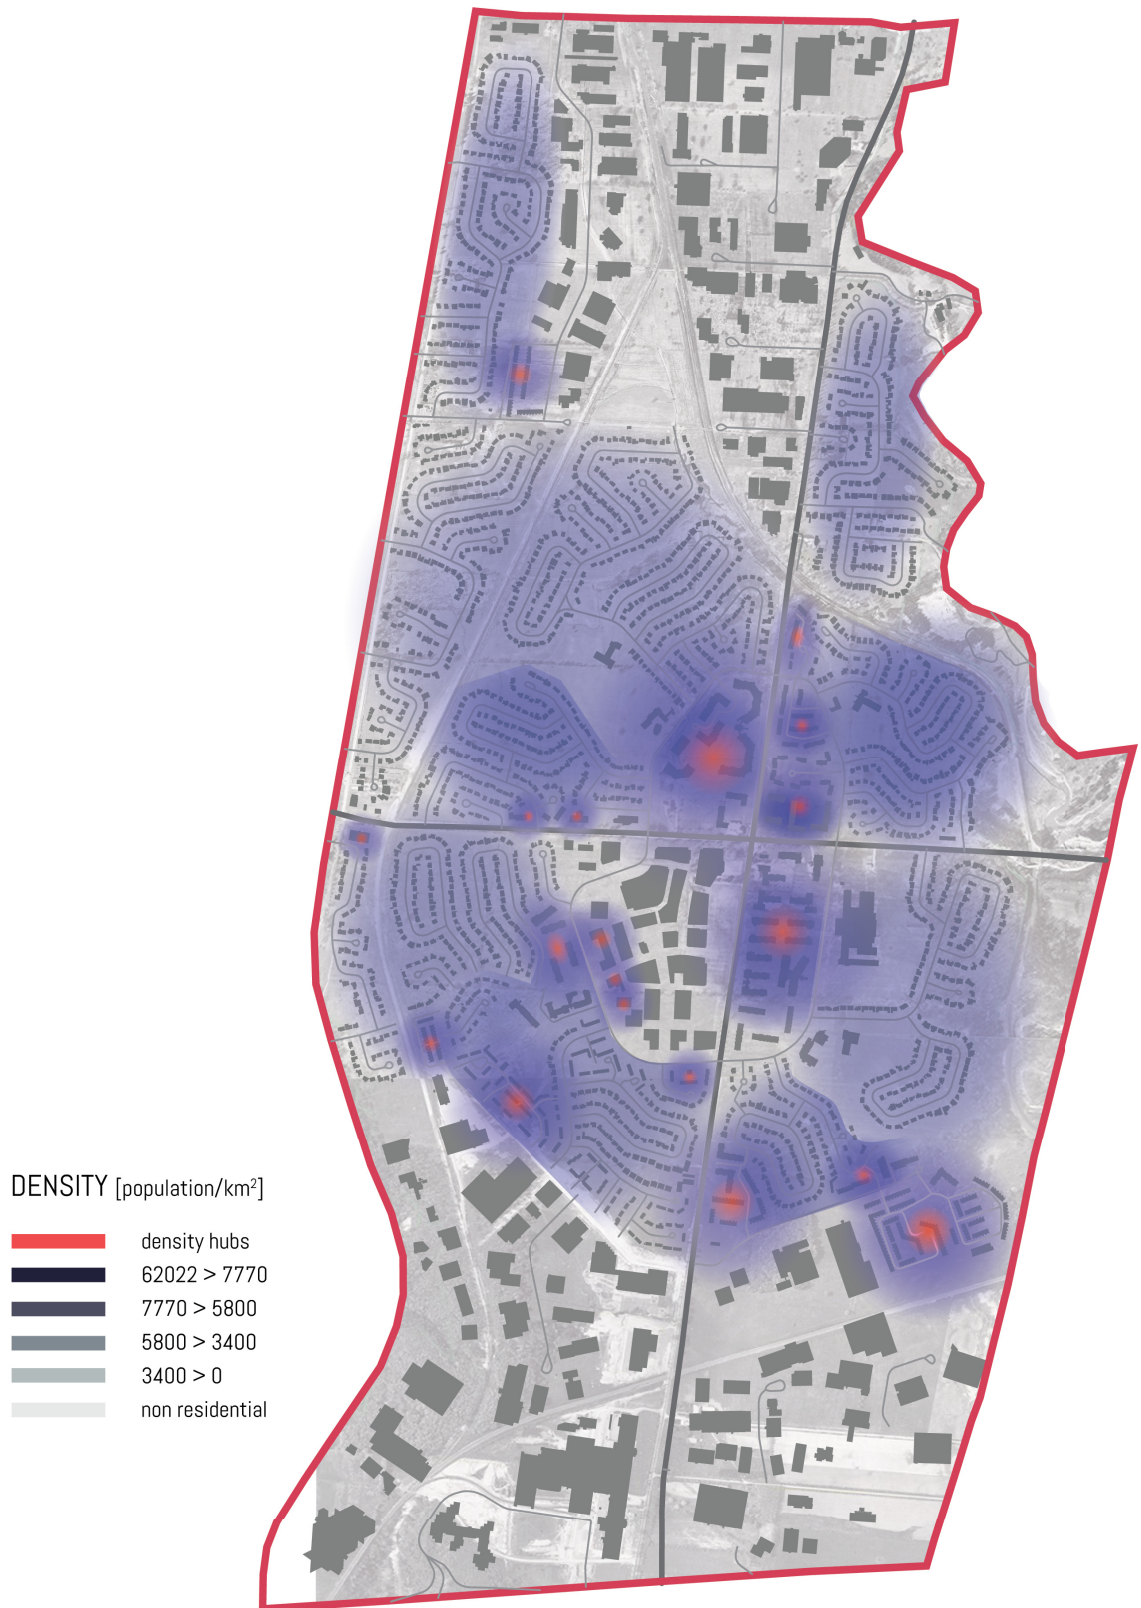 DENSITY [population/km²]
density hubs
62022 > 7770
7770 > 5800
5800 > 3400
3400 > 0
non residential